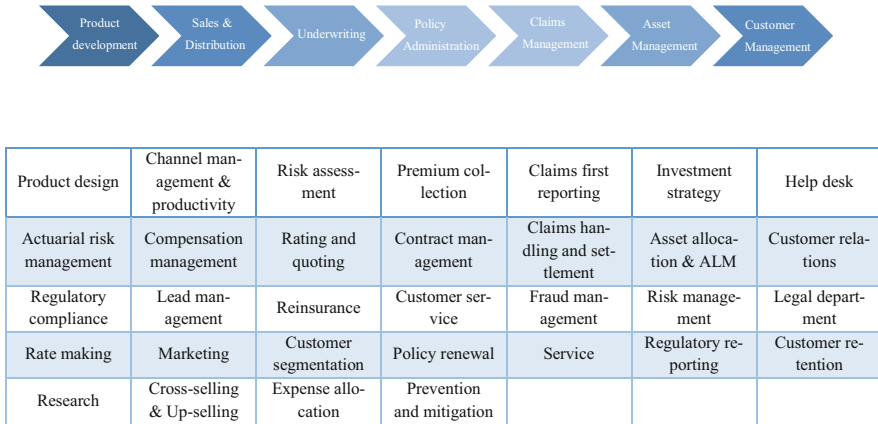 Product
development
Sales &
Distribution
Underwriting
Policy
Administration
Claims
Management
Asset
Management
Customer
Management
Product design
Channel man-
agement &
productivity
Risk assess-
ment
Premium col-
lection
Claims first
reporting
Investment
strategy
Help desk
Actuarial risk
management
Compensation
management
Rating and
quoting
Contract man-
agement
Claims han-
dling and set-
tlement
Asset alloca-
tion & ALM
Customer rela-
tions
Regulatory
compliance
Lead man-
agement
Reinsurance
Customer ser-
vice
Fraud man-
agement
Risk manage-
ment
Legal depart-
ment
Rate making
Marketing
Customer
segmentation
Policy renewal
Service
Regulatory re-
porting
Customer re-
tention
Research
Cross-selling
& Up-selling
Expense allo-
cation
Prevention
and mitigation